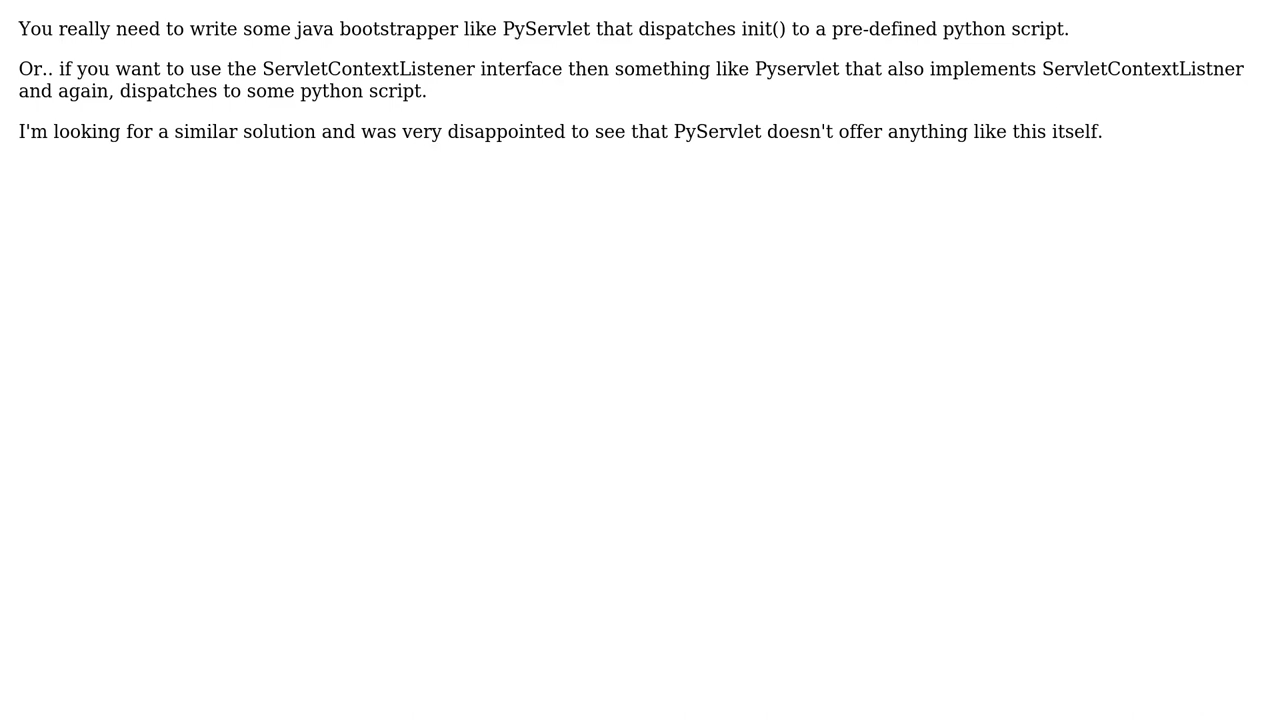 You really need to write some java bootstrapper like PyServlet that dispatches init() to a pre-defined python script.
Or.. if you want to use the ServletContextListener interface then something like Pyservlet that also implements ServletContextListner
and again, dispatches to some python script.
I'm looking for a similar solution and was very disappointed to see that PyServlet doesn't offer anything like this itself.